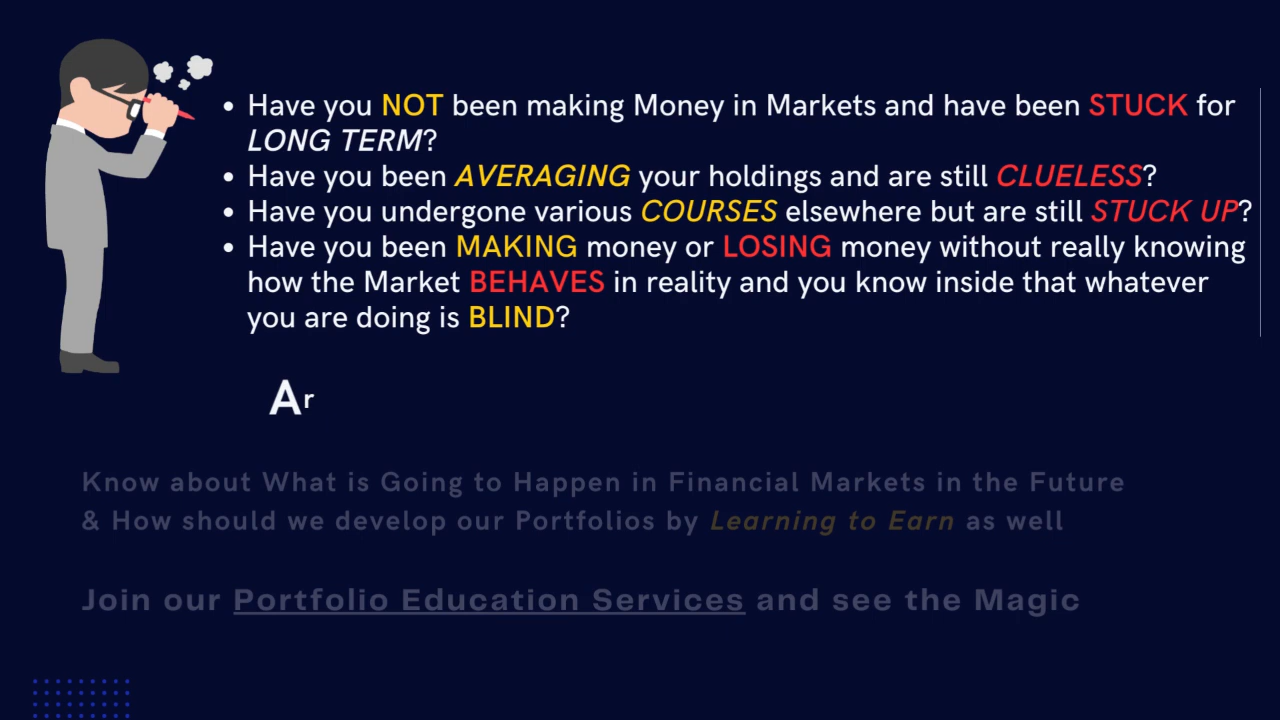 • Have you NOT been making Money in Markets and have been STUCK for
LONG TERM?
• Have you been AVERAGING your holdings and are still CLUELESS?
• Have you undergone various COURSES elsewhere but are still STUCK UP?
• Have you been MAKING money or LOSING money without really knowing
how the Market BEHAVES in reality and you know inside that whatever
you are doing is BLIND?
Ar
Know about What is Going to Happen in Financial Markets in the Future
& How should we develop our Portfolios by Learning to Earn as well
Join our Portfolio Education Services and see the Magic